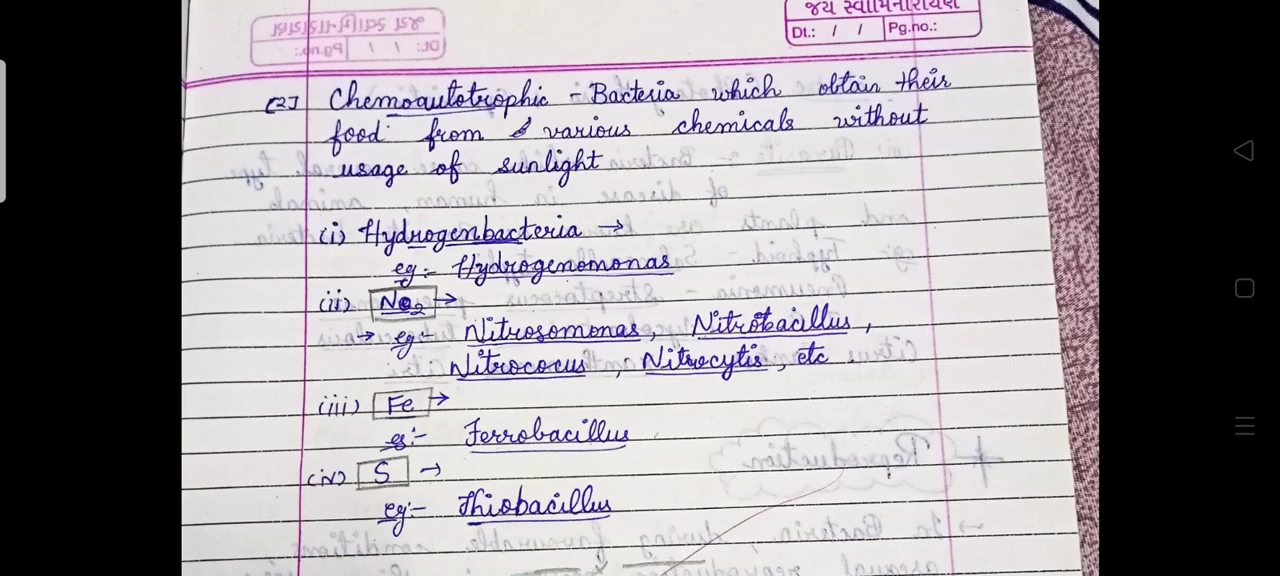 જય સ્વામિનારાયણ
Dt.: / / Pg.no.:
(2) Chemoautotrophic - Bacteria which obtain their
food from various chemicals without
usage of sunlight
(i) Hydrogenbacteria →
eg:- Hydrogenomonas
(ii) No2 →
→ eg:- Nitrosomonas, Nitrobacillus,
Nitrococus, Nitrocytis, etc
(iii) Fe →
eg:- Ferrobacillus
(iv) S →
eg:- Thiobacillus